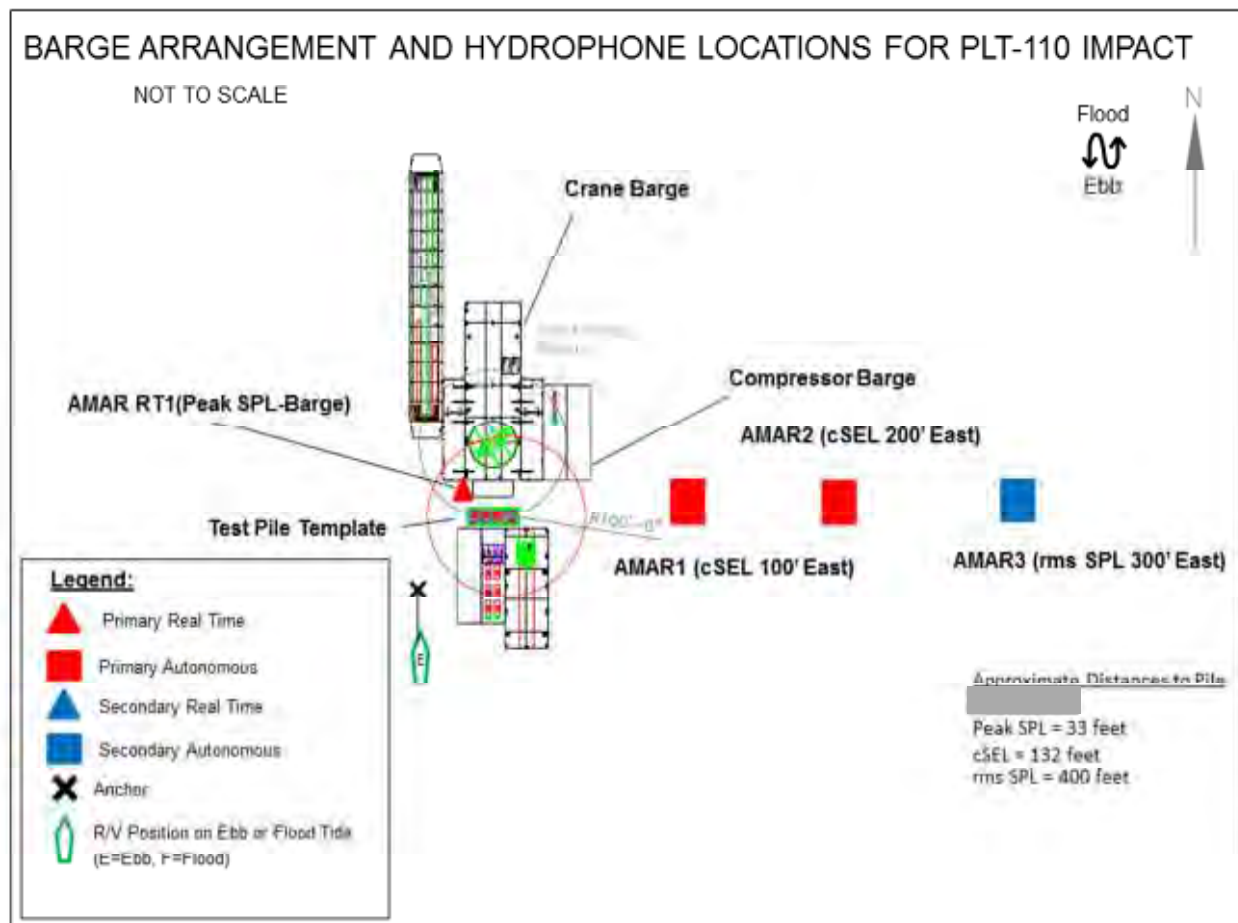 BARGE ARRANGEMENT AND HYDROPHONE LOCATIONS FOR PLT-110 IMPACT
NOT TO SCALE
N
Flood
Ebb
Crane Barge
Compressor Barge
AMAR RT1(Peak SPL-Barge)
AMAR2 (cSEL 200' East)
Test Pile Template
R100'-0"
AMAR1 (cSEL 100' East)
AMAR3 (rms SPL 300' East)
E
Legend:
Primary Real Time
Primary Autonomous
Secondary Real Time
Secondary Autonomous
Anchor
R/V Position on Ebb or Flood Tide
(E=Ebb, F=Flood)
Approximate Distances to Pile
Peak SPL = 33 feet
cSEL = 132 feet
rms SPL = 400 feet